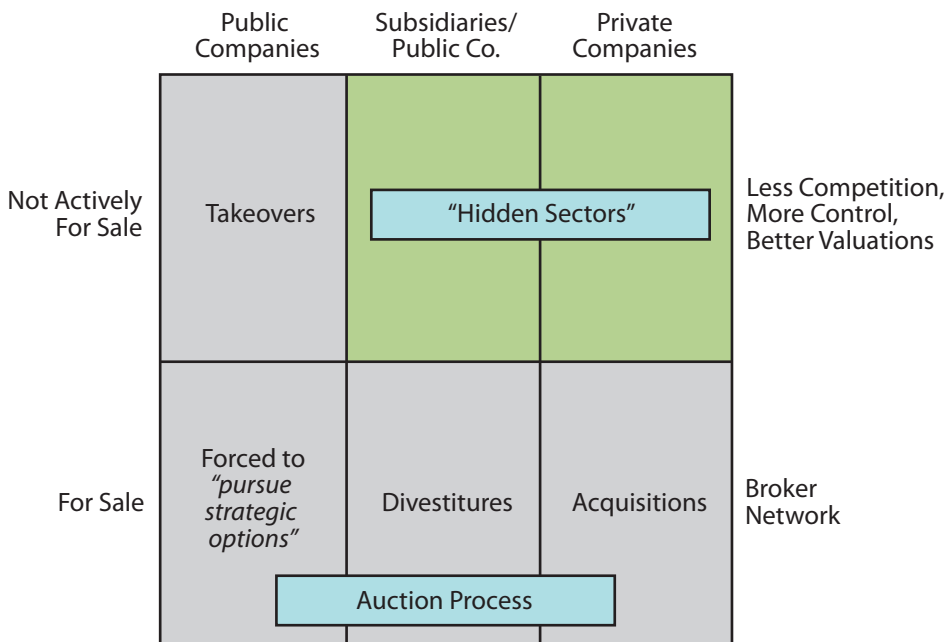 Public
Companies
Subsidiaries/
Public Co.
Private
Companies
Not Actively
For Sale
Takeovers
“Hidden Sectors”
Less Competition,
More Control,
Better Valuations
For Sale
Forced to
“pursue
strategic
options”
Divestitures
Acquisitions
Broker
Network
Auction Process